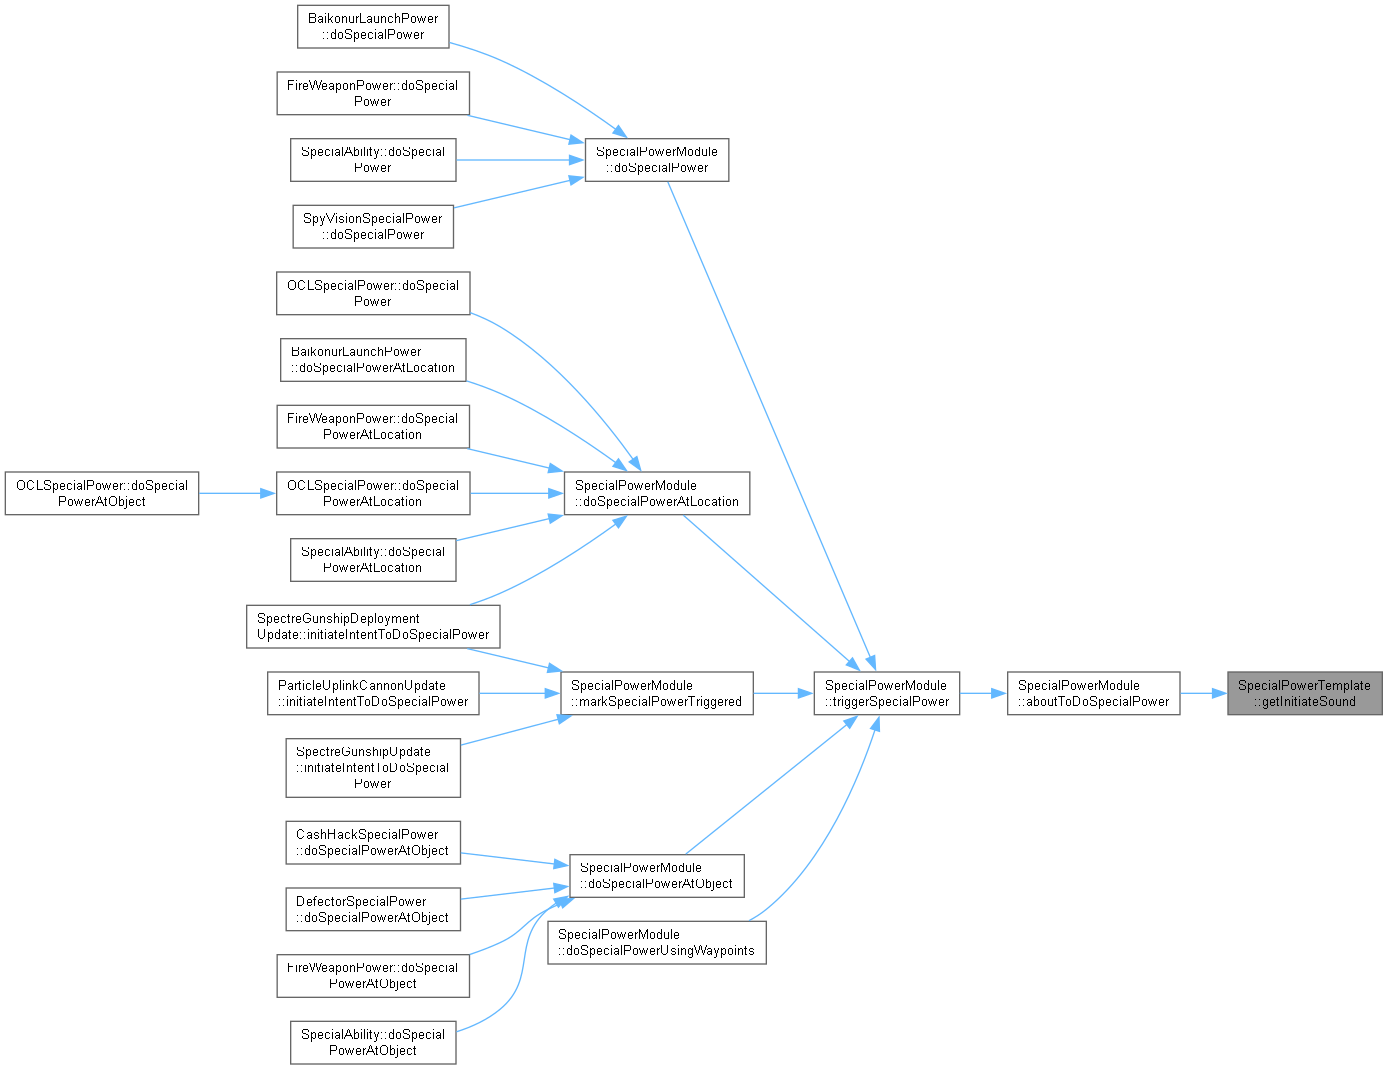 BaikonurLaunchPower
::doSpecialPower
FireWeaponPower::doSpecial
Power
SpecialAbility::doSpecial
Power
SpyVisionSpecialPower
::doSpecialPower
SpecialPowerModule
::doSpecialPower
OCLSpecialPower::doSpecial
Power
BaikonurLaunchPower
::doSpecialPowerAtLocation
FireWeaponPower::doSpecial
PowerAtLocation
OCLSpecialPower::doSpecial
PowerAtObject
OCLSpecialPower::doSpecial
PowerAtLocation
SpecialPowerModule
::doSpecialPowerAtLocation
SpecialAbility::doSpecial
PowerAtLocation
SpectreGunshipDeployment
Update::initiateIntentToDoSpecialPower
ParticleUplinkCannonUpdate
::initiateIntentToDoSpecialPower
SpecialPowerModule
::markSpecialPowerTriggered
SpecialPowerModule
::triggerSpecialPower
SpecialPowerModule
::aboutToDoSpecialPower
SpecialPowerTemplate
::getInitiateSound
SpectreGunshipUpdate
::initiateIntentToDoSpecial
Power
CashHackSpecialPower
::doSpecialPowerAtObject
SpecialPowerModule
::doSpecialPowerAtObject
DefectorSpecialPower
::doSpecialPowerAtObject
SpecialPowerModule
::doSpecialPowerUsingWaypoints
FireWeaponPower::doSpecial
PowerAtObject
SpecialAbility::doSpecial
PowerAtObject